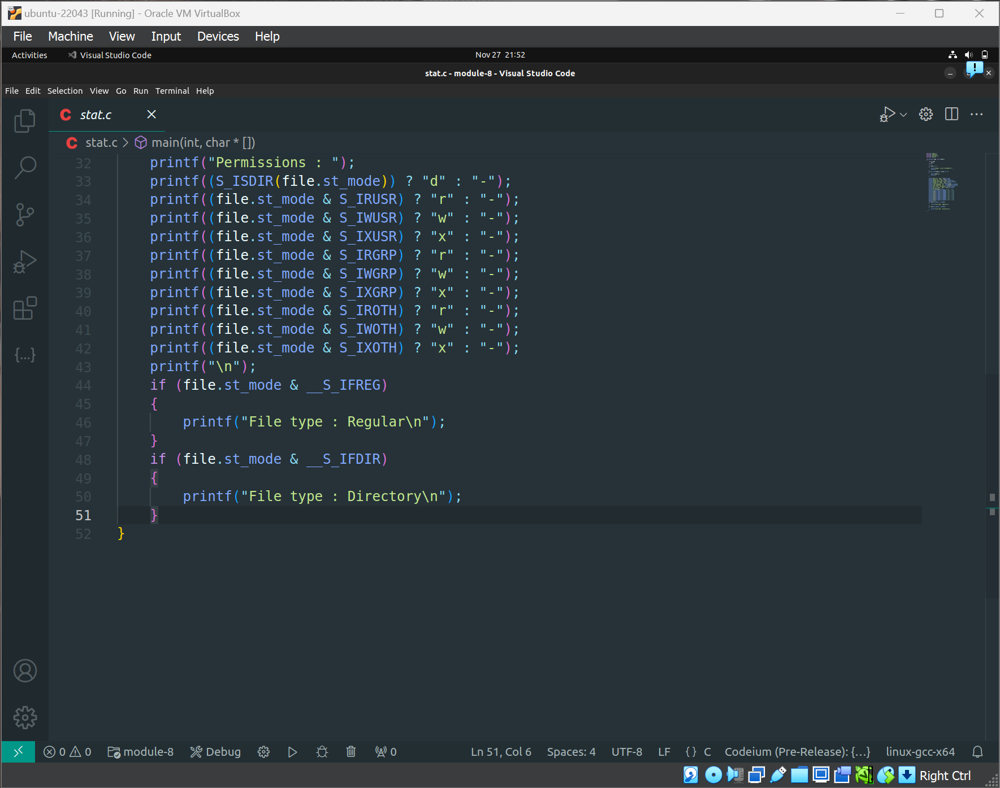 ubuntu-22043 [Running] - Oracle VM VirtualBox
File Machine View Input Devices Help
Activities Visual Studio Code Nov 27 21:52
stat.c - module-8 - Visual Studio Code
File Edit Selection View Go Run Terminal Help
C stat.c
C stat.c > main(int, char * [])
32 printf("Permissions : ");
33 printf((S_ISDIR(file.st_mode)) ? "d" : "-");
34 printf((file.st_mode & S_IRUSR) ? "r" : "-");
35 printf((file.st_mode & S_IWUSR) ? "w" : "-");
36 printf((file.st_mode & S_IXUSR) ? "x" : "-");
37 printf((file.st_mode & S_IRGRP) ? "r" : "-");
38 printf((file.st_mode & S_IWGRP) ? "w" : "-");
39 printf((file.st_mode & S_IXGRP) ? "x" : "-");
40 printf((file.st_mode & S_IROTH) ? "r" : "-");
41 printf((file.st_mode & S_IWOTH) ? "w" : "-");
42 printf((file.st_mode & S_IXOTH) ? "x" : "-");
43 printf("\n");
44 if (file.st_mode & __S_IFREG)
45 {
46 printf("File type : Regular\n");
47 }
48 if (file.st_mode & __S_IFDIR)
49 {
50 printf("File type : Directory\n");
51 }
52 }
0 0 module-8 Debug 0 Ln 51, Col 6 Spaces: 4 UTF-8 LF {} C Codeium (Pre-Release): {...} linux-gcc-x64
Right Ctrl